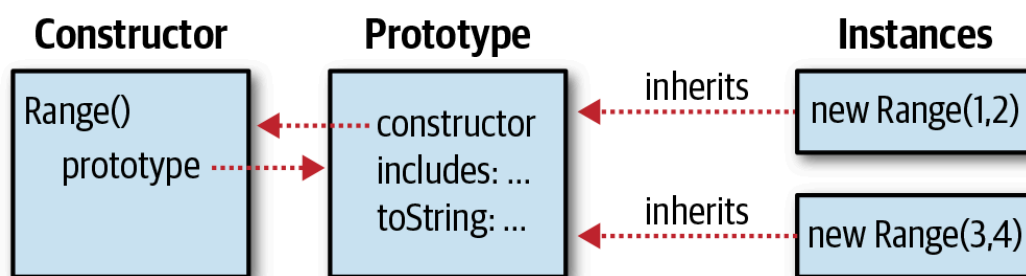 Constructor
Prototype
Instances
Range()
prototype
constructor
includes: ...
toString: ...
inherits
new Range(1,2)
inherits
new Range(3,4)